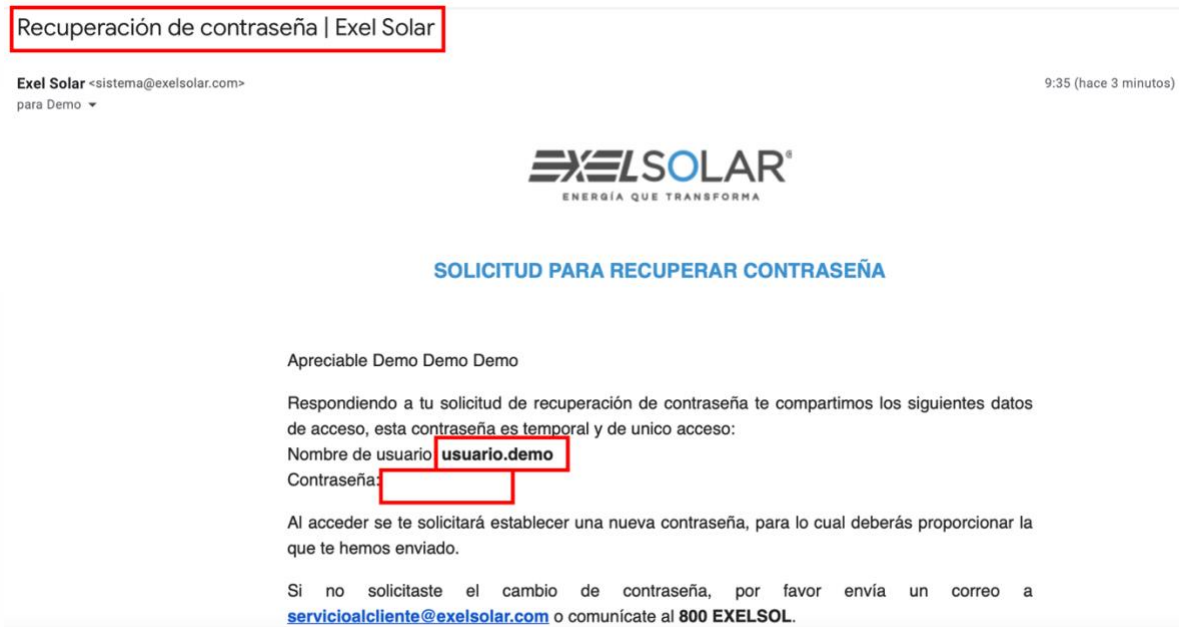 Recuperación de contraseña | Exel Solar
Exel Solar <sistema@exelsolar.com>
9:35 (hace 3 minutos)
para Demo
EXELSOLAR®
ENERGÍA QUE TRANSFORMA
SOLICITUD PARA RECUPERAR CONTRASEÑA
Apreciable Demo Demo Demo
Respondiendo a tu solicitud de recuperación de contraseña te compartimos los siguientes datos
de acceso, esta contraseña es temporal y de unico acceso:
Nombre de usuario usuario.demo
Contraseña:
Al acceder se te solicitará establecer una nueva contraseña, para lo cual deberás proporcionar la
que te hemos enviado.
Si no solicitaste el cambio de contraseña, por favor envía un correo a
servicioalcliente@exelsolar.com o comunícate al 800 EXELSOL.